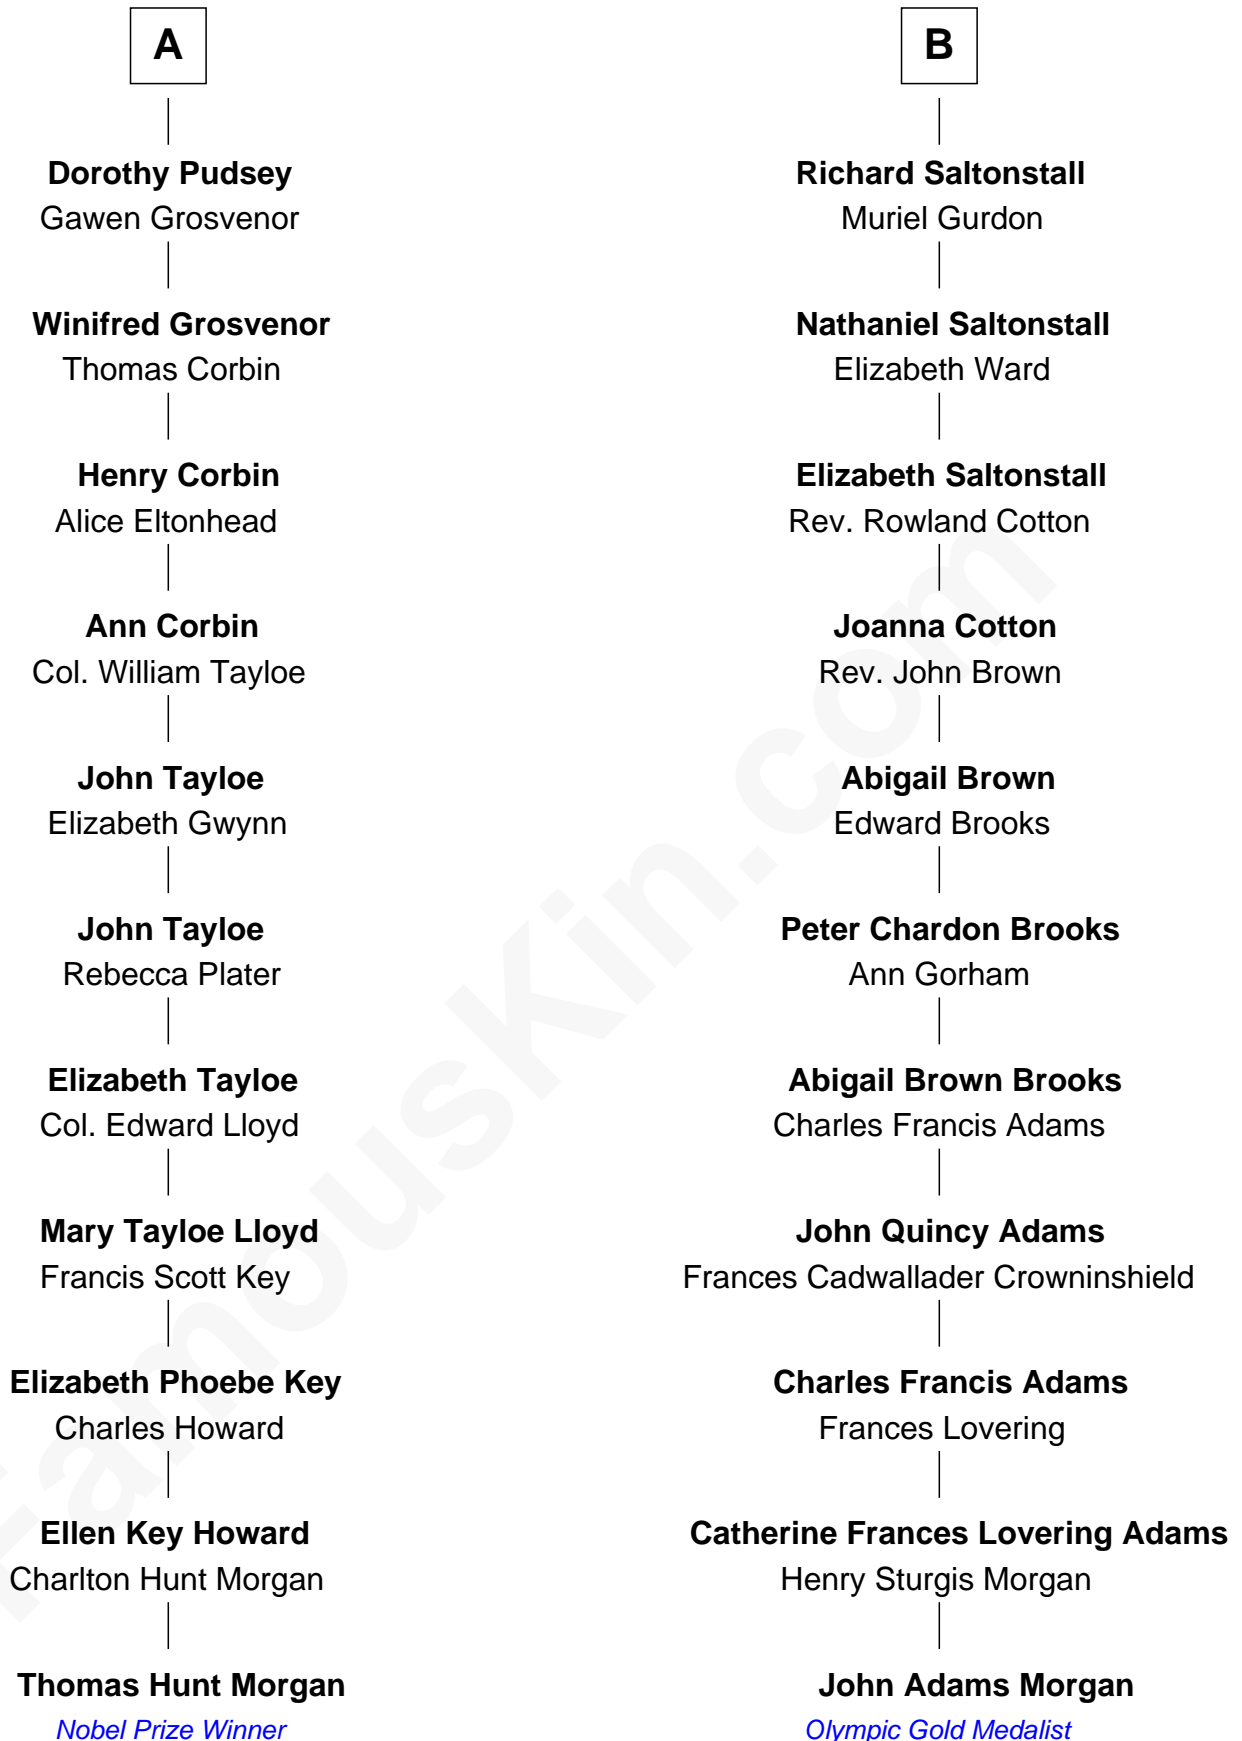 A
Dorothy Pudsey
Gawen Grosvenor
Winifred Grosvenor
Thomas Corbin
Henry Corbin
Alice Eltonhead
Ann Corbin
Col. William Tayloe
John Tayloe
Elizabeth Gwynn
John Tayloe
Rebecca Plater
Elizabeth Tayloe
Col. Edward Lloyd
Mary Tayloe Lloyd
Francis Scott Key
Elizabeth Phoebe Key
Charles Howard
Ellen Key Howard
Charlton Hunt Morgan
Thomas Hunt Morgan
Nobel Prize Winner
B
Richard Saltonstall
Muriel Gurdon
Nathaniel Saltonstall
Elizabeth Ward
Elizabeth Saltonstall
Rev. Rowland Cotton
Joanna Cotton
Rev. John Brown
Abigail Brown
Edward Brooks
Peter Chardon Brooks
Ann Gorham
Abigail Brown Brooks
Charles Francis Adams
John Quincy Adams
Frances Cadwallader Crowninshield
Charles Francis Adams
Frances Lovering
Catherine Frances Lovering Adams
Henry Sturgis Morgan
John Adams Morgan
Olympic Gold Medalist
FamousKin.com